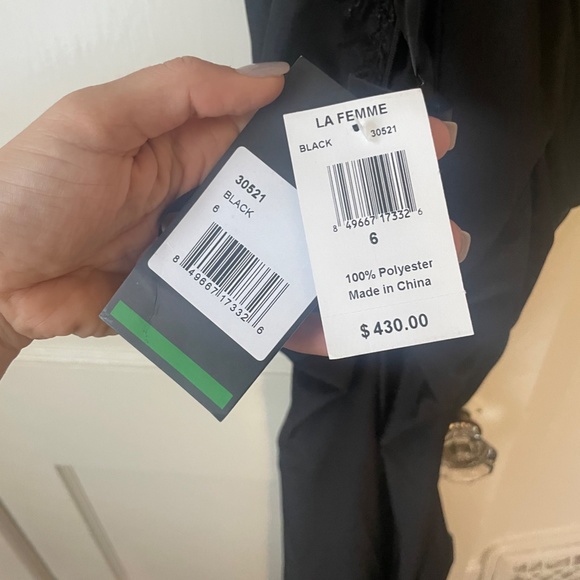 LA FEMME
BLACK 30521
8 49667 17332 6
6
100% Polyester
Made in China
$430.00
30521
BLACK
6
8 49667 17332 6